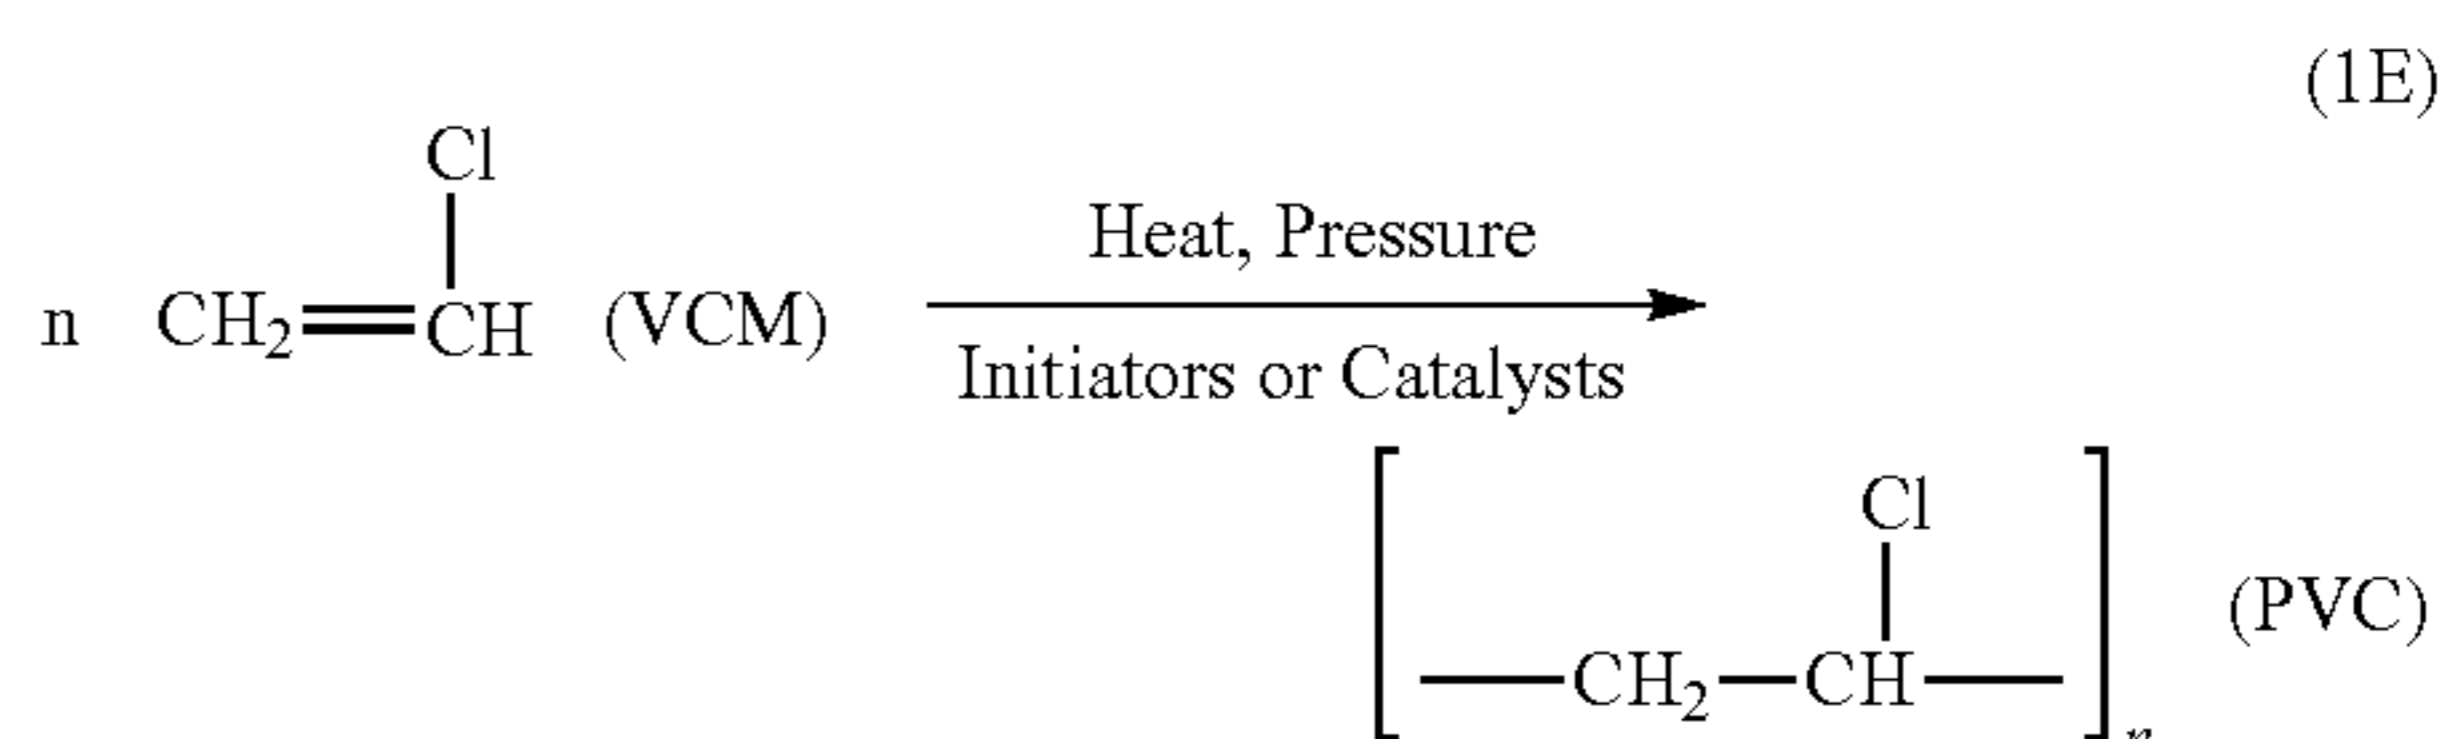 (1E)
Cl
n CH₂=CH (VCM)
Heat, Pressure
Initiators or Catalysts
Cl
[—CH₂—CH—]n (PVC)